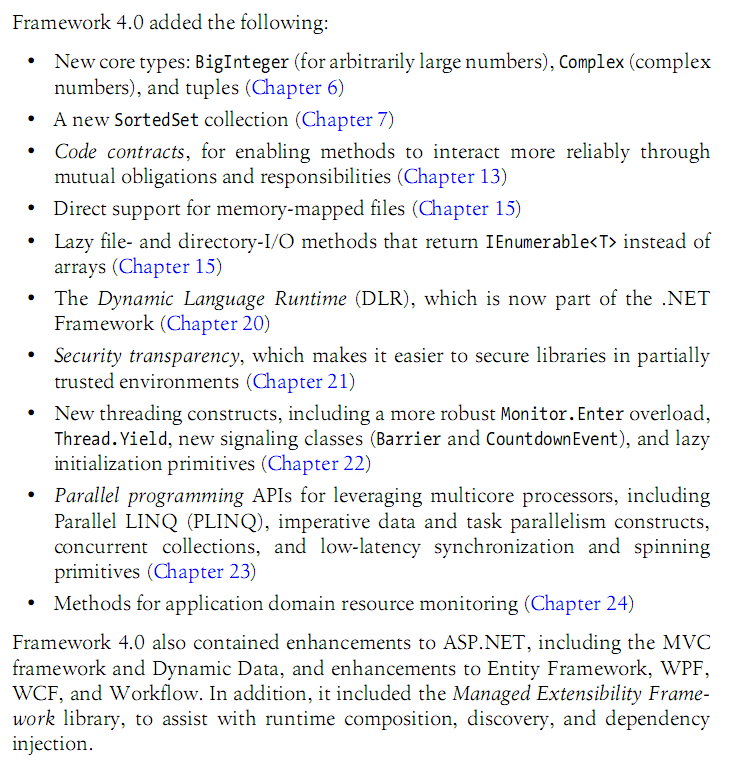 Framework 4.0 added the following:
• New core types: BigInteger (for arbitrarily large numbers), Complex (complex
numbers), and tuples (Chapter 6)
• A new SortedSet collection (Chapter 7)
• Code contracts, for enabling methods to interact more reliably through
mutual obligations and responsibilities (Chapter 13)
• Direct support for memory-mapped files (Chapter 15)
• Lazy file- and directory-I/O methods that return IEnumerable<T> instead of
arrays (Chapter 15)
• The Dynamic Language Runtime (DLR), which is now part of the .NET
Framework (Chapter 20)
• Security transparency, which makes it easier to secure libraries in partially
trusted environments (Chapter 21)
• New threading constructs, including a more robust Monitor.Enter overload,
Thread.Yield, new signaling classes (Barrier and CountdownEvent), and lazy
initialization primitives (Chapter 22)
• Parallel programming APIs for leveraging multicore processors, including
Parallel LINQ (PLINQ), imperative data and task parallelism constructs,
concurrent collections, and low-latency synchronization and spinning
primitives (Chapter 23)
• Methods for application domain resource monitoring (Chapter 24)
Framework 4.0 also contained enhancements to ASP.NET, including the MVC
framework and Dynamic Data, and enhancements to Entity Framework, WPF,
WCF, and Workflow. In addition, it included the Managed Extensibility Frame-
work library, to assist with runtime composition, discovery, and dependency
injection.